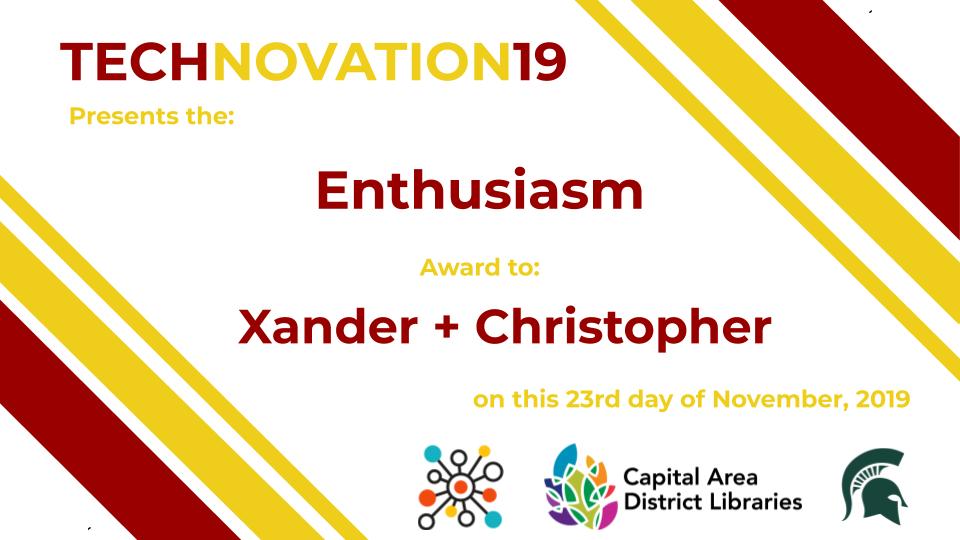 TECHNOVATION19
Presents the:
Enthusiasm
Award to:
Xander + Christopher
on this 23rd day of November, 2019
Capital Area
District Libraries